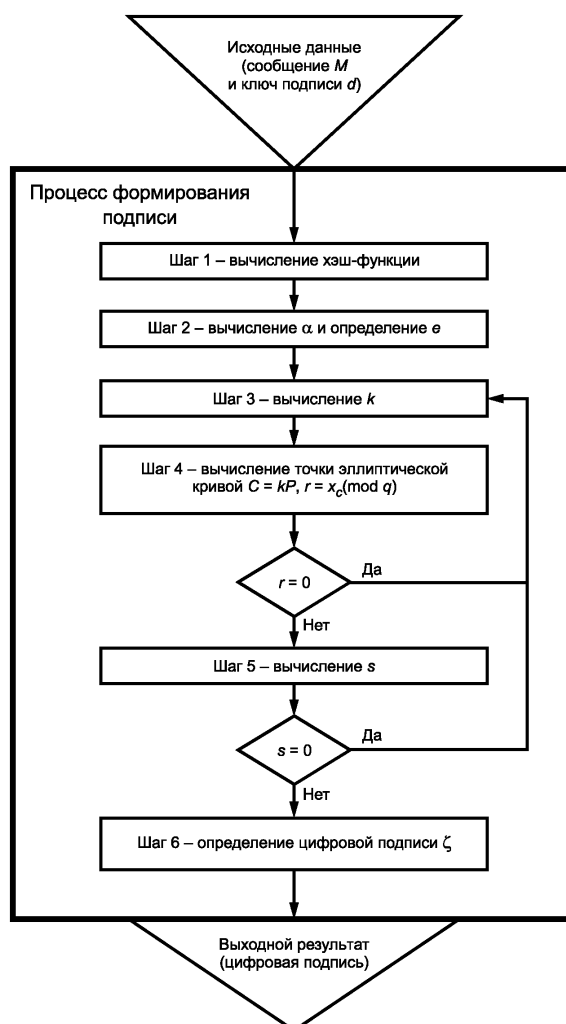 Исходные данные
(сообщение M
и ключ подписи d)
Процесс формирования
подписи
Шаг 1 – вычисление хэш-функции
Шаг 2 – вычисление α и определение e
Шаг 3 – вычисление k
Шаг 4 – вычисление точки эллиптической
кривой C = kP, r = xc(mod q)
r = 0
Да
Нет
Шаг 5 – вычисление s
s = 0
Да
Нет
Шаг 6 – определение цифровой подписи ζ
Выходной результат
(цифровая подпись)